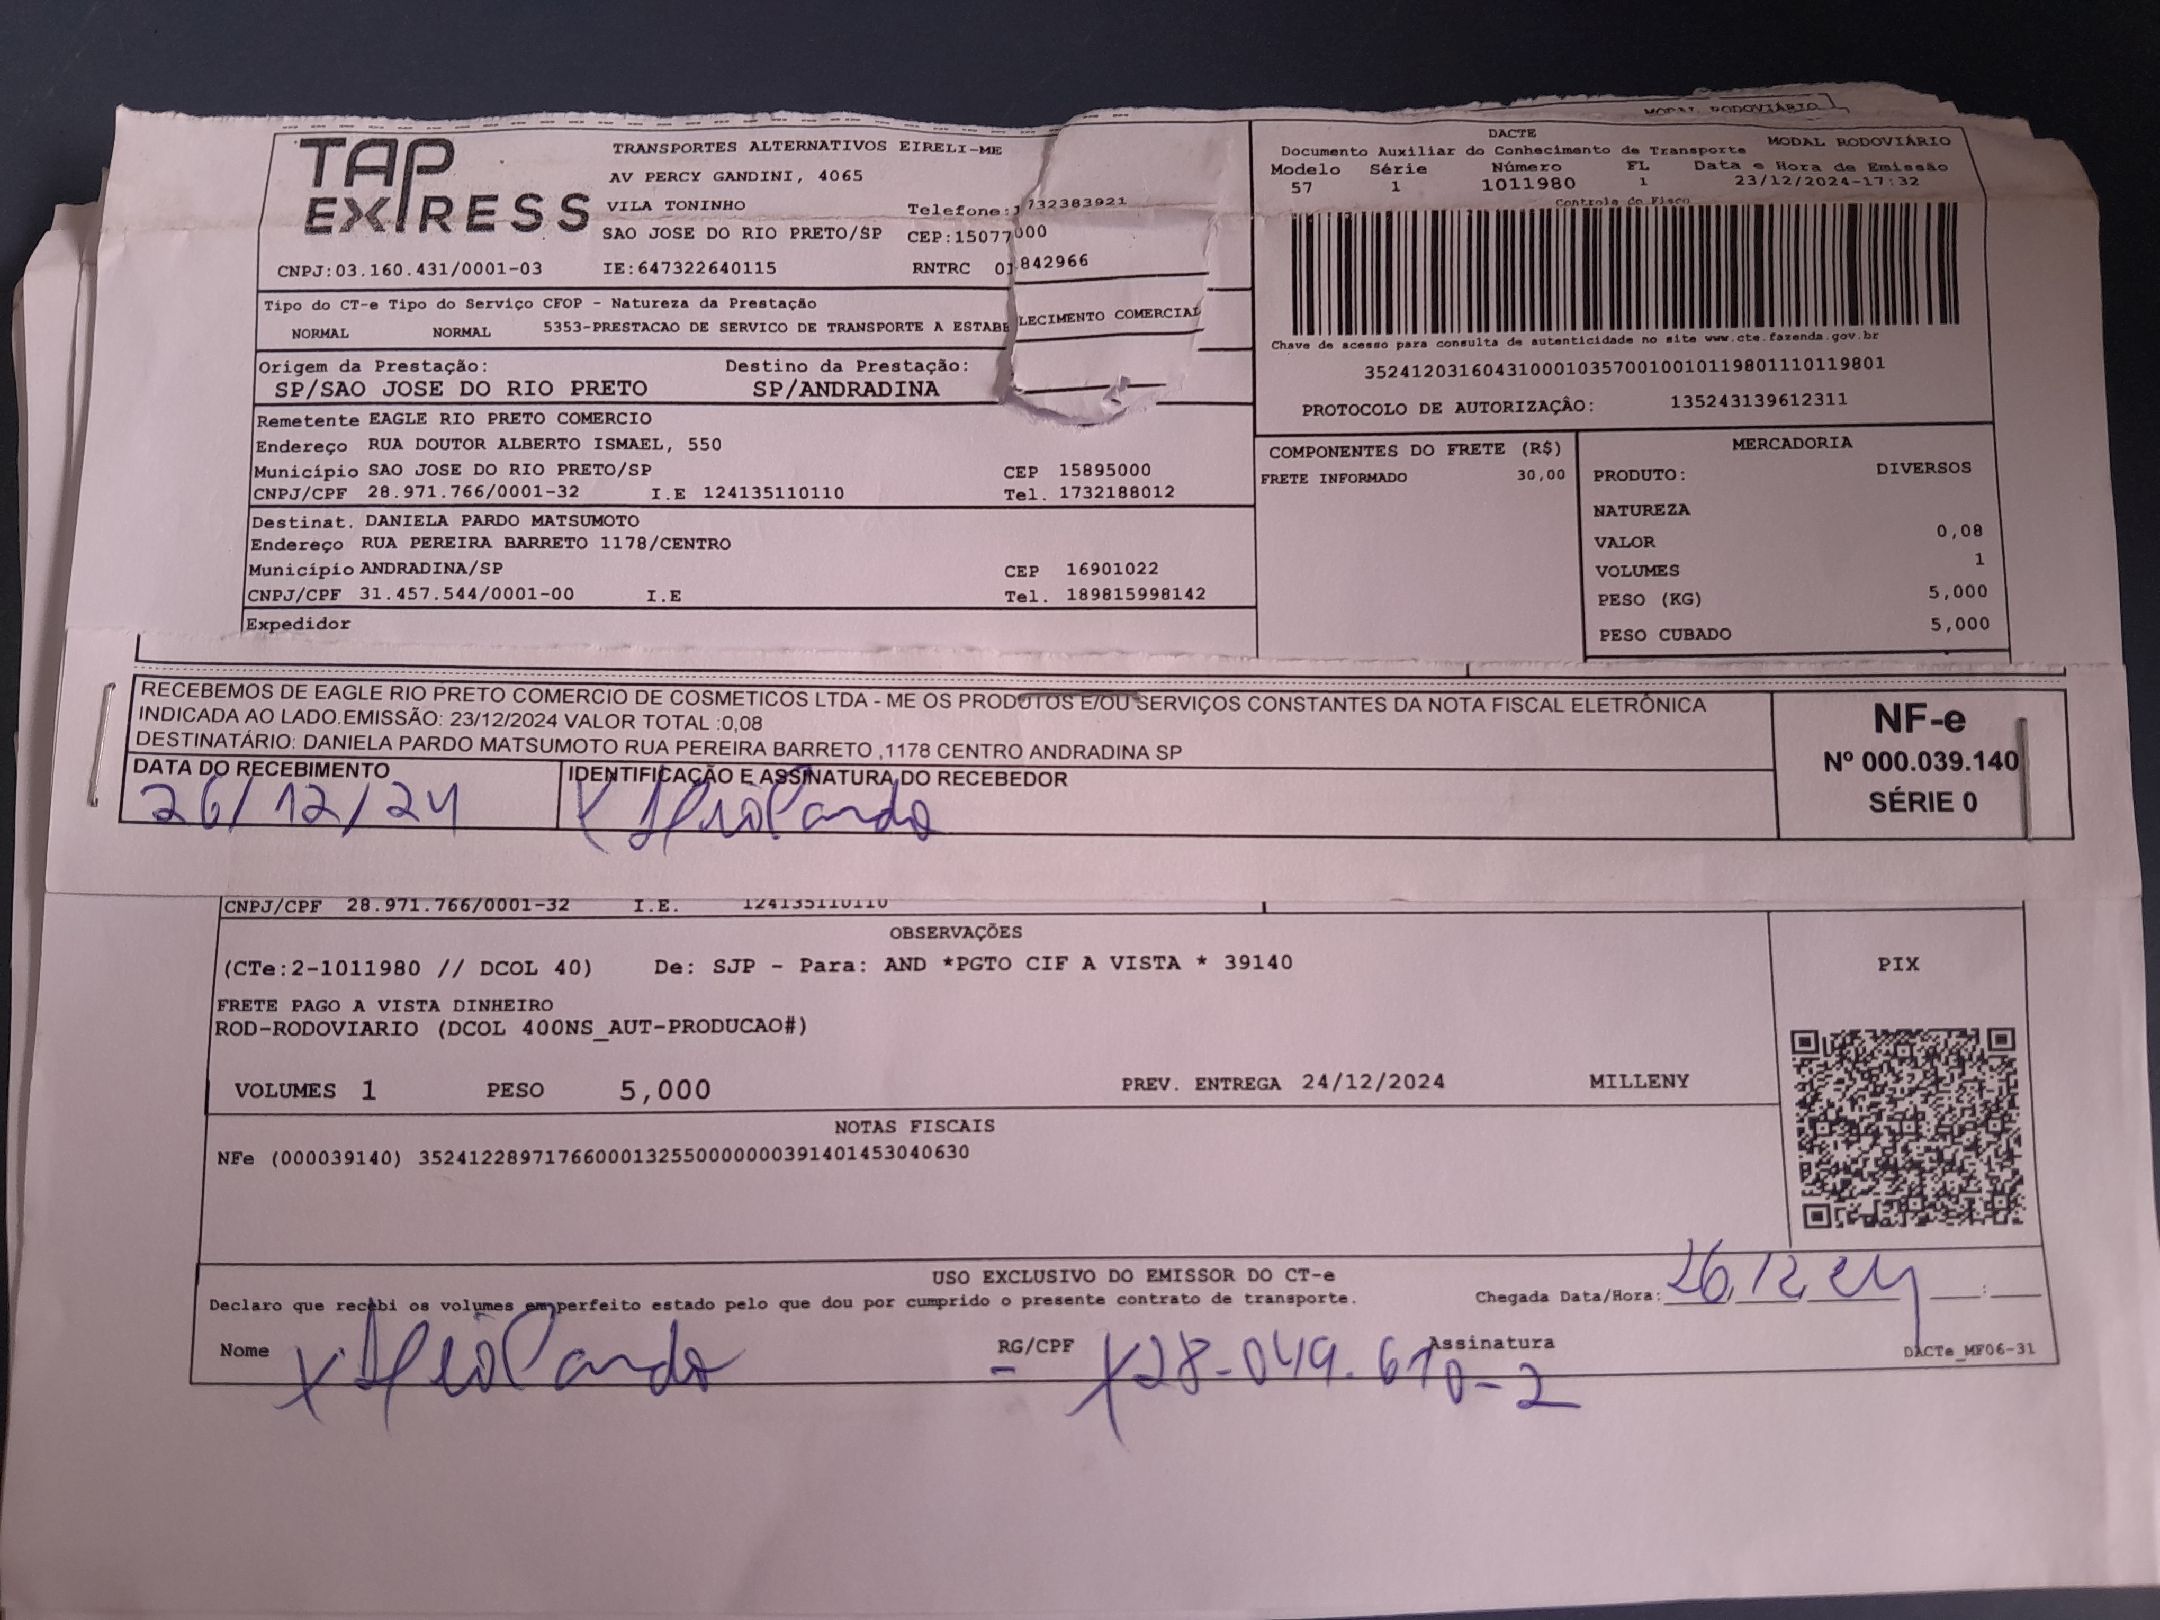 MODAL RODOVIÁRIO
TAP EXPRESS
TRANSPORTES ALTERNATIVOS EIRELI-ME
AV PERCY GANDINI, 4065
VILA TONINHO
Telefone:1732383921
SAO JOSE DO RIO PRETO/SP CEP:15077000
CNPJ:03.160.431/0001-03 IE:647322640115 RNTRC 01842966
DACTE
MODAL RODOVIÁRIO
Documento Auxiliar do Conhecimento de Transporte
Modelo Série Número FL Data e Hora de Emissão
57 1 1011980 1 23/12/2024-17:32
Controle do Fisco
Chave de acesso para consulta de autenticidade no site www.cte.fazenda.gov.br
35241203160431000103570010010119801110119801
PROTOCOLO DE AUTORIZAÇÃO: 135243139612311
Tipo do CT-e Tipo do Serviço CFOP - Natureza da Prestação
NORMAL NORMAL 5353-PRESTACAO DE SERVICO DE TRANSPORTE A ESTABELECIMENTO COMERCIAL
Origem da Prestação: Destino da Prestação:
SP/SAO JOSE DO RIO PRETO SP/ANDRADINA
Remetente EAGLE RIO PRETO COMERCIO
Endereço RUA DOUTOR ALBERTO ISMAEL, 550
Município SAO JOSE DO RIO PRETO/SP CEP 15895000
CNPJ/CPF 28.971.766/0001-32 I.E 124135110110 Tel. 1732188012
Destinat. DANIELA PARDO MATSUMOTO
Endereço RUA PEREIRA BARRETO 1178/CENTRO
Município ANDRADINA/SP CEP 16901022
CNPJ/CPF 31.457.544/0001-00 I.E Tel. 189815998142
Expedidor
COMPONENTES DO FRETE (R$)
FRETE INFORMADO 30,00
MERCADORIA
PRODUTO: DIVERSOS
NATUREZA
VALOR 0,08
VOLUMES 1
PESO (KG) 5,000
PESO CUBADO 5,000
RECEBEMOS DE EAGLE RIO PRETO COMERCIO DE COSMETICOS LTDA - ME OS PRODUTOS E/OU SERVIÇOS CONSTANTES DA NOTA FISCAL ELETRÔNICA
INDICADA AO LADO.EMISSÃO: 23/12/2024 VALOR TOTAL :0,08
DESTINATÁRIO: DANIELA PARDO MATSUMOTO RUA PEREIRA BARRETO ,1178 CENTRO ANDRADINA SP
DATA DO RECEBIMENTO IDENTIFICAÇÃO E ASSINATURA DO RECEBEDOR
26/12/24 Pardo
NF-e
Nº 000.039.140
SÉRIE 0
CNPJ/CPF 28.971.766/0001-32 I.E. 124135110110
OBSERVAÇÕES
(CTe:2-1011980 // DCOL 40) De: SJP - Para: AND *PGTO CIF A VISTA * 39140
FRETE PAGO A VISTA DINHEIRO
ROD-RODOVIARIO (DCOL 400NS_AUT-PRODUCAO#)
VOLUMES 1 PESO 5,000 PREV. ENTREGA 24/12/2024 MILLENY
PIX
NOTAS FISCAIS
NFe (000039140) 35241228971766000132550000000391401453040630
USO EXCLUSIVO DO EMISSOR DO CT-e
Declaro que recebi os volumes em perfeito estado pelo que dou por cumprido o presente contrato de transporte. Chegada Data/Hora: 26 12 24 :
Nome Pardo RG/CPF X28-049.610-2 Assinatura
DACTe_MF06-31